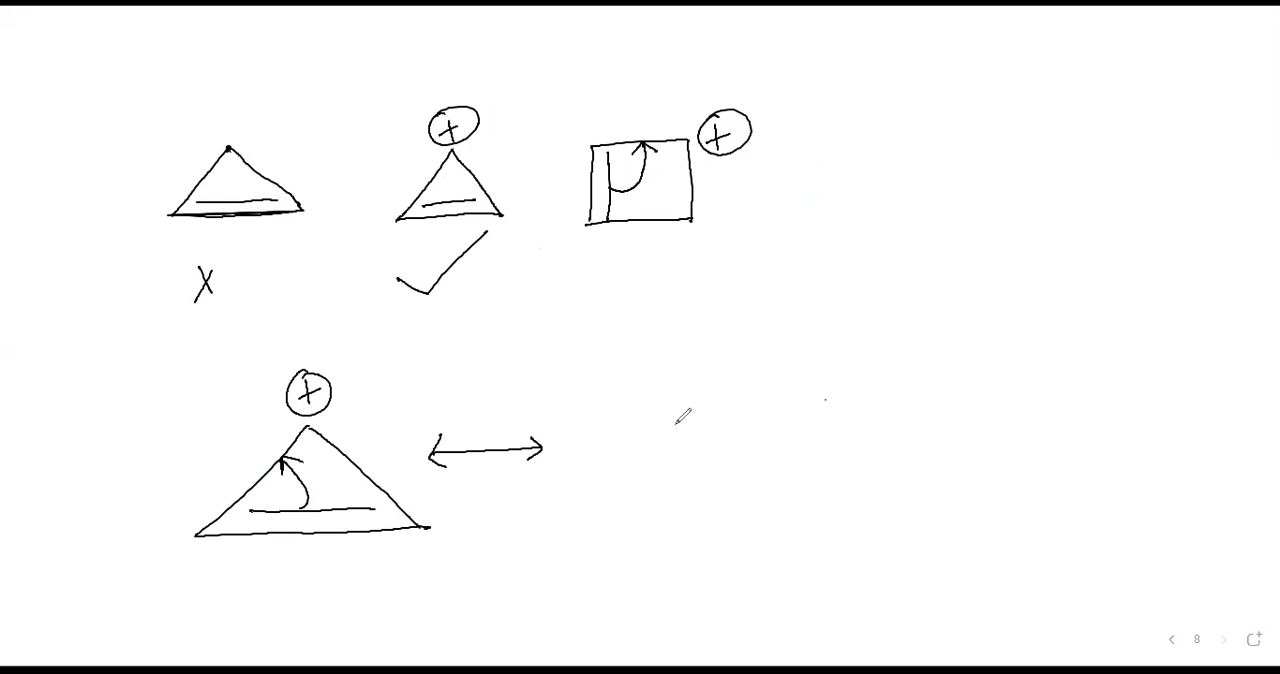 + +
X ✓
+
8